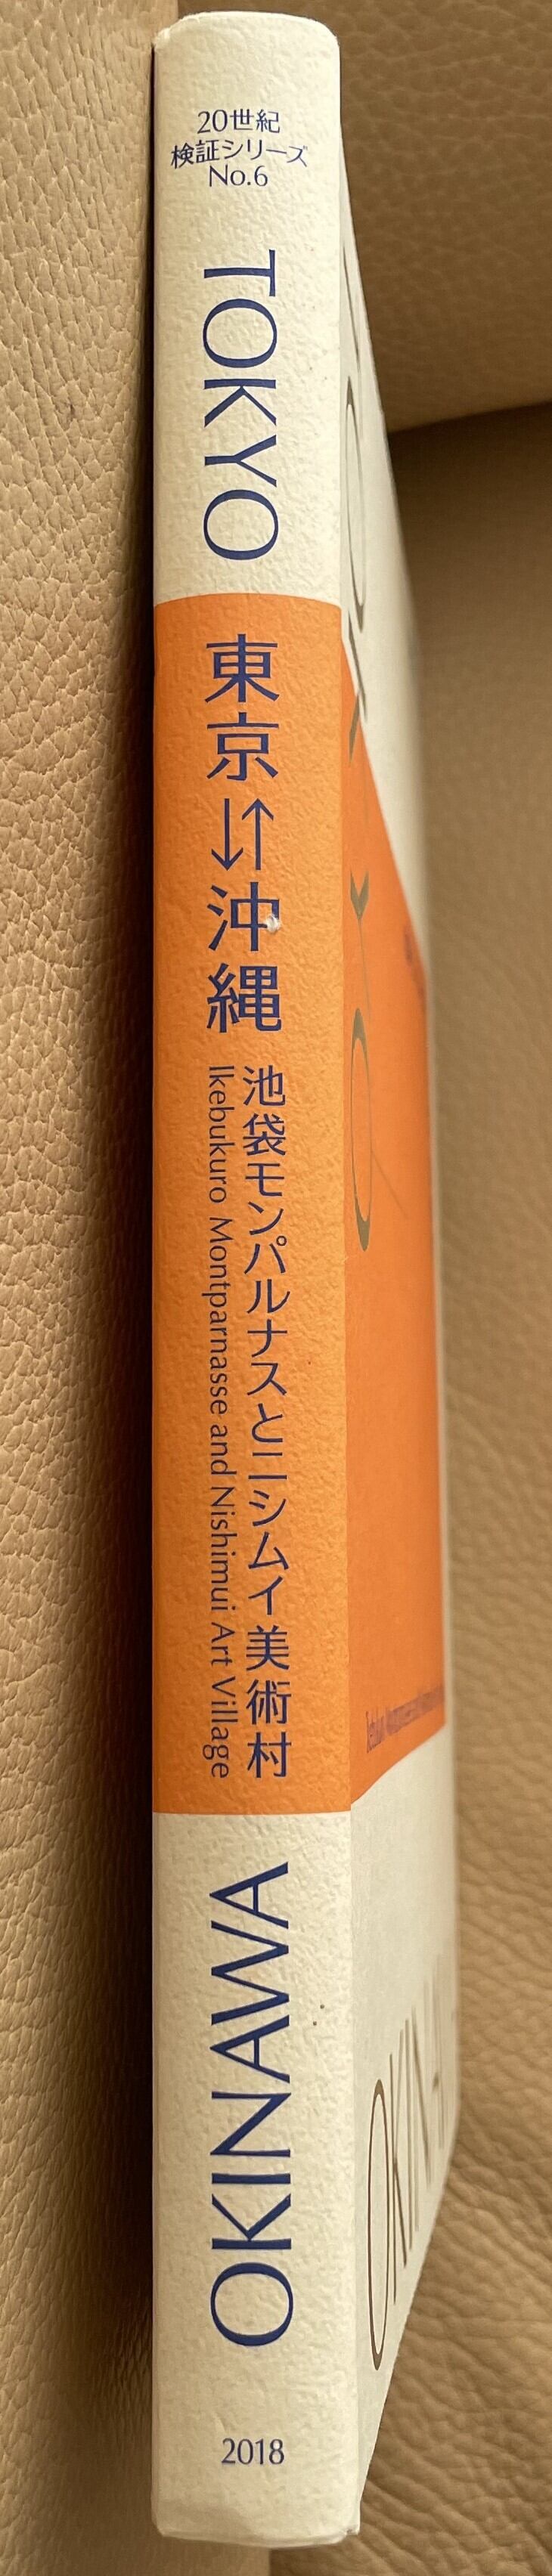 20世紀
検証シリーズ
No.6
TOKYO
東京⇄沖縄
池袋モンパルナスとニシムイ美術村
Ikebukuro Montparnasse and Nishimui Art Village
OKINAWA
2018